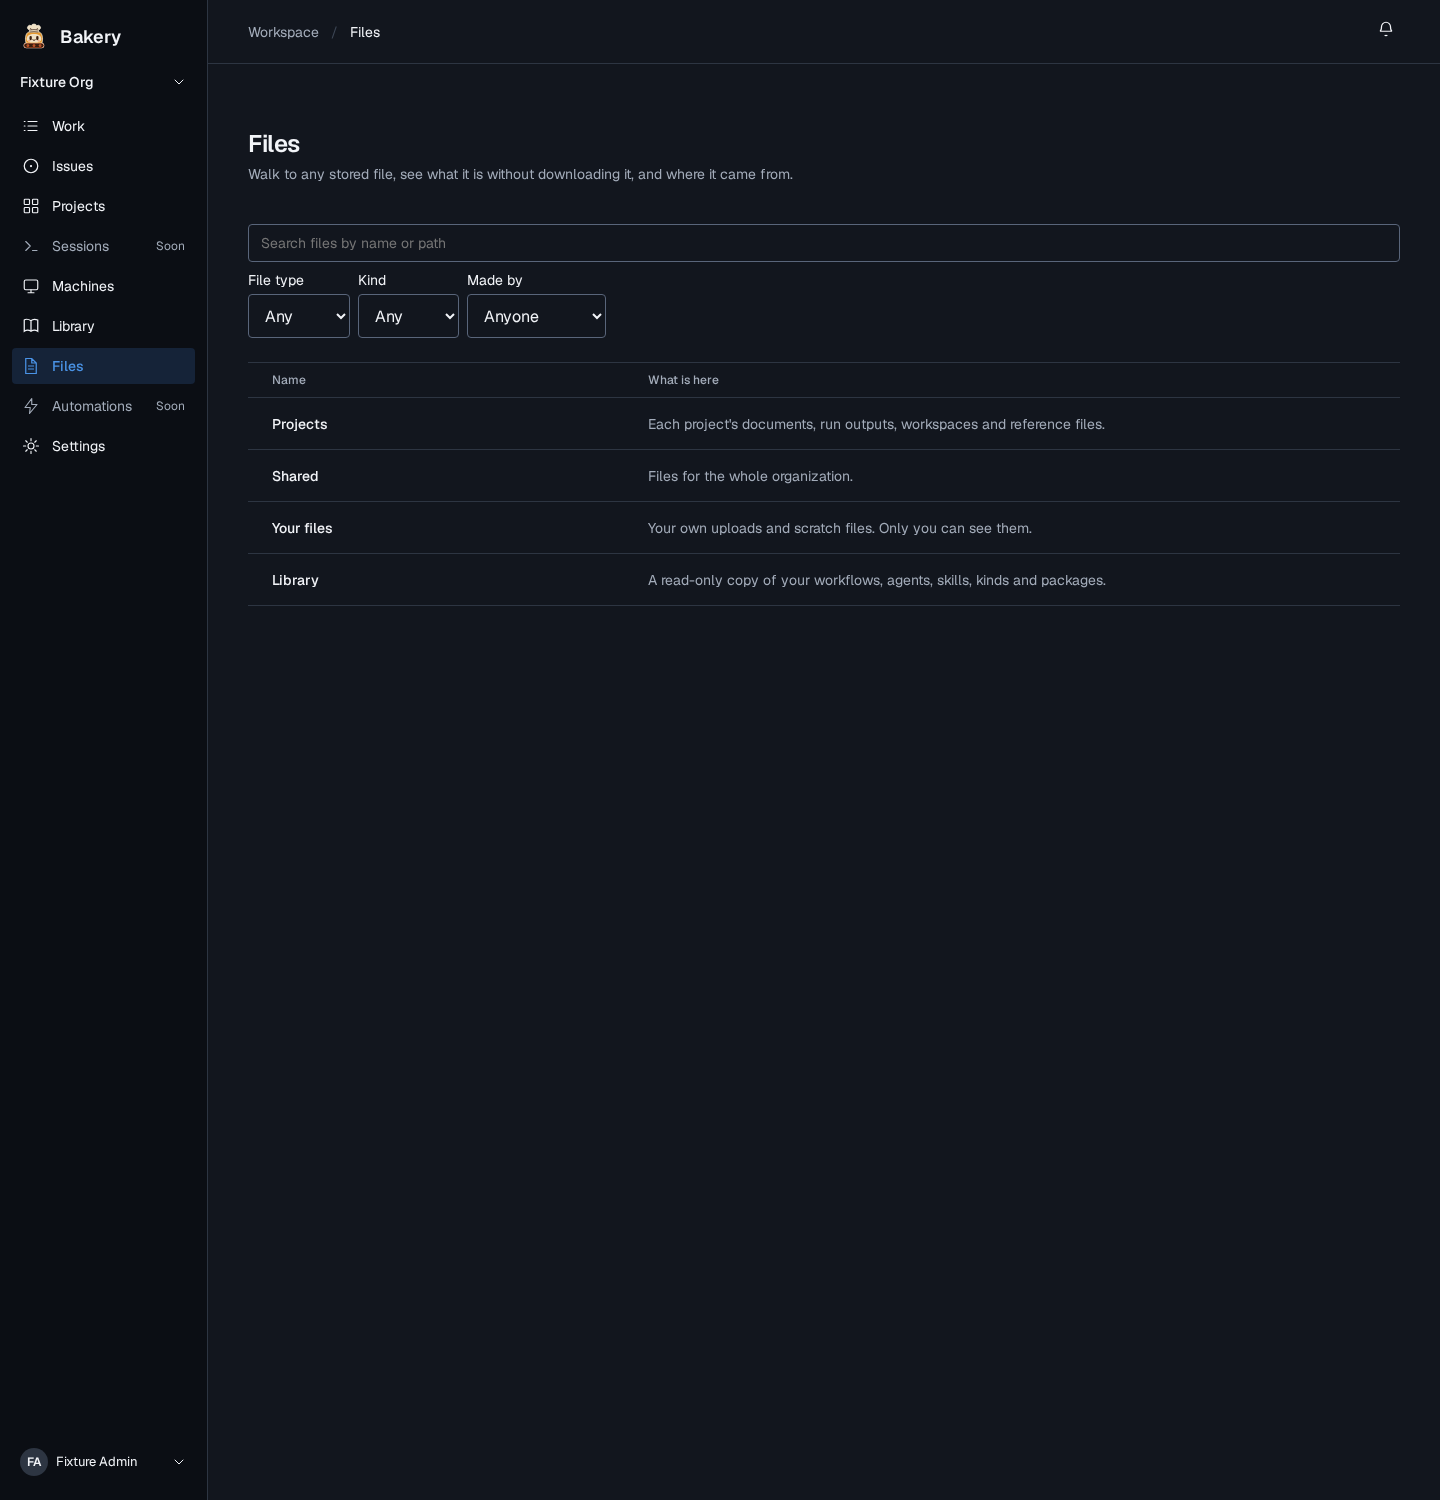 Bakery
Fixture Org
Work
Issues
Projects
Sessions Soon
Machines
Library
Files
Automations Soon
Settings
FA Fixture Admin
Workspace / Files
Files
Walk to any stored file, see what it is without downloading it, and where it came from.
Search files by name or path
File type Kind Made by
Any Any Anyone
Name What is here
Projects Each project's documents, run outputs, workspaces and reference files.
Shared Files for the whole organization.
Your files Your own uploads and scratch files. Only you can see them.
Library A read-only copy of your workflows, agents, skills, kinds and packages.